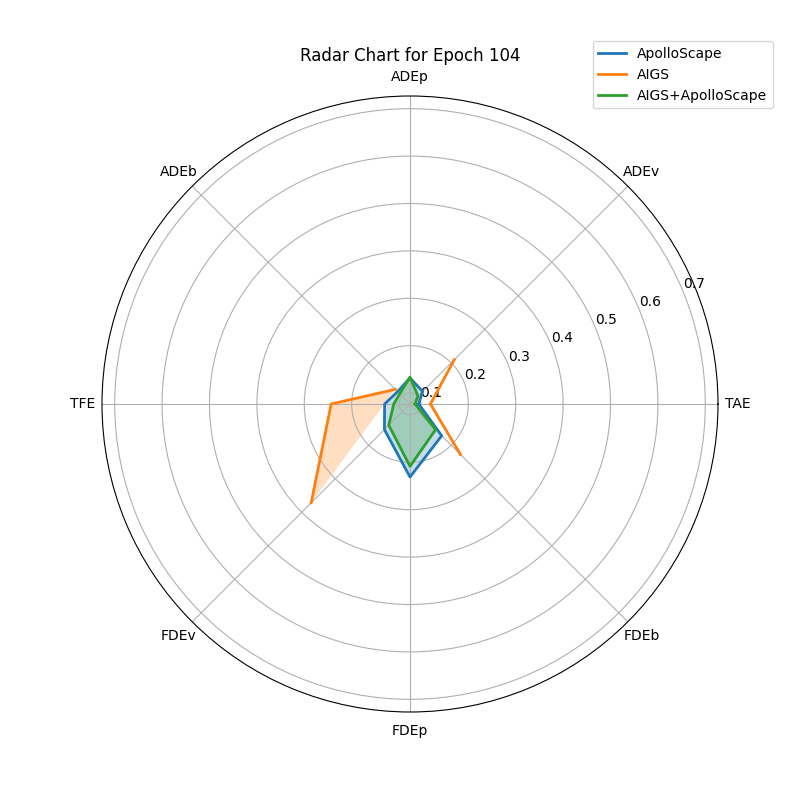 Radar Chart for Epoch 104
ApolloScape
AIGS
AIGS+ApolloScape
ADEp
ADEb
ADEv
0.7
0.6
0.5
0.4
0.3
0.2
0.1
TFE
TAE
FDEv
FDEb
FDEp